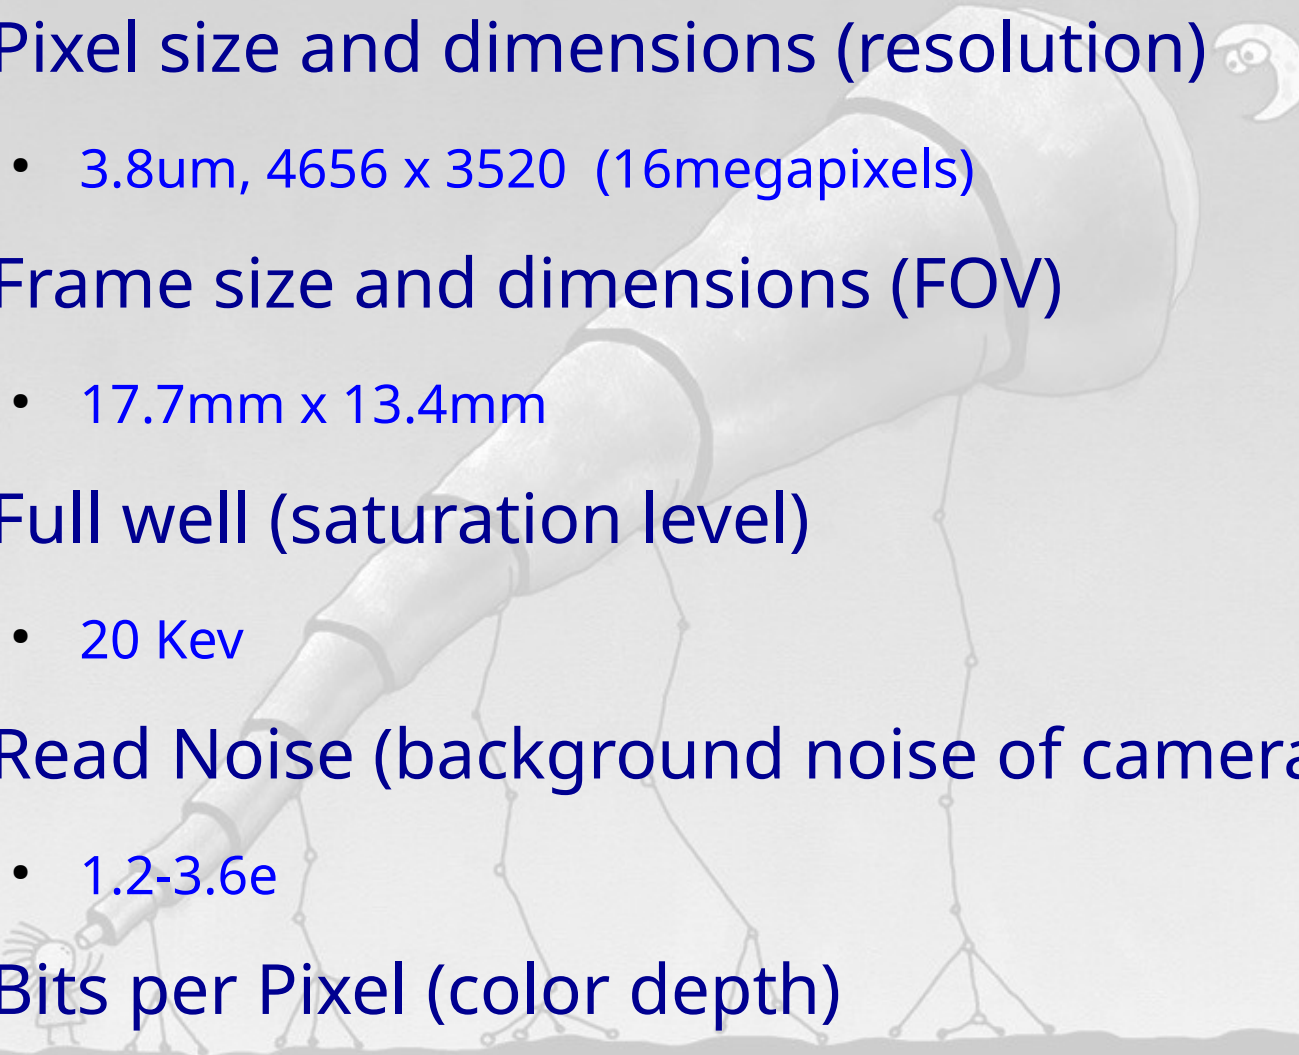 Pixel size and dimensions (resolution)
• 3.8um, 4656 x 3520 (16megapixels)
Frame size and dimensions (FOV)
• 17.7mm x 13.4mm
Full well (saturation level)
• 20 Kev
Read Noise (background noise of camera
• 1.2-3.6e
Bits per Pixel (color depth)